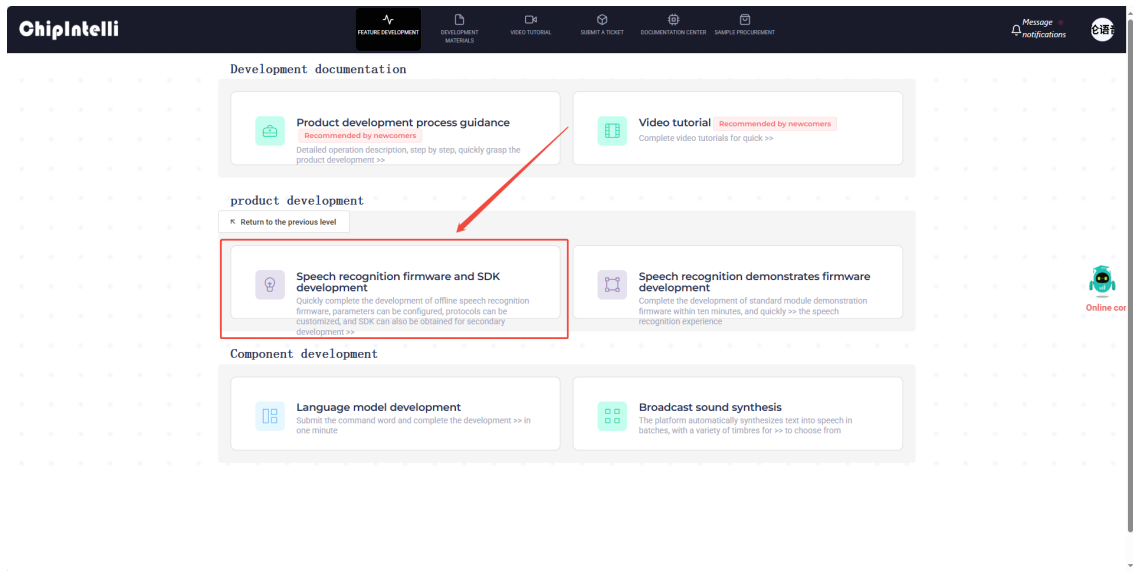 ChipIntelli
FEATURE DEVELOPMENT
DEVELOPMENT
MATERIALS
VIDEO TUTORIAL
SUBMIT A TICKET
DOCUMENTATION CENTER
SAMPLE PROCUREMENT
Message
notifications
Development documentation
Product development process guidance
Recommended by newcomers
Detailed operation description, step by step, quickly grasp the
product development >>
Video tutorial Recommended by newcomers
Complete video tutorials for quick >>
product development
Return to the previous level
Speech recognition firmware and SDK
development
Quickly complete the development of offline speech recognition
firmware, parameters can be configured, protocols can be
customized, and SDK can also be obtained for secondary
development >>
Speech recognition demonstrates firmware
development
Complete the development of standard module demonstration
firmware within ten minutes, and quickly >> the speech
recognition experience
Online cor
Component development
Language model development
Submit the command word and complete the development >> in
one minute
Broadcast sound synthesis
The platform automatically synthesizes text into speech in
batches, with a variety of timbres for >> to choose from